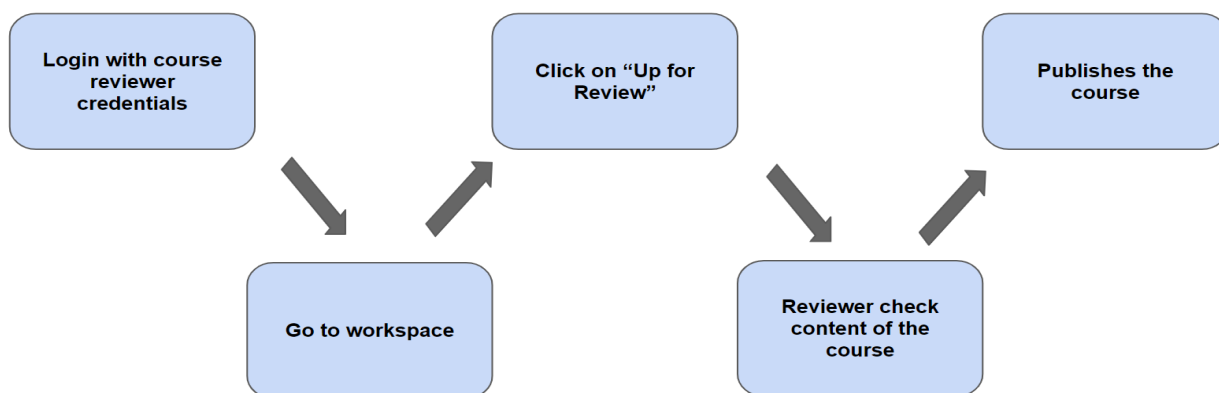 Login with course
reviewer
credentials
Go to workspace
Click on “Up for
Review”
Reviewer check
content of the
course
Publishes the
course